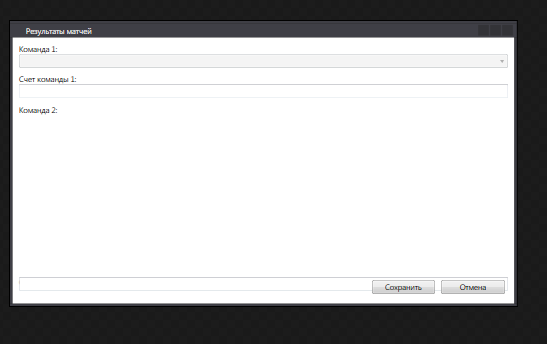 Результаты матчей
Команда 1:
Счет команды 1:
Команда 2:
Сохранить
Отмена